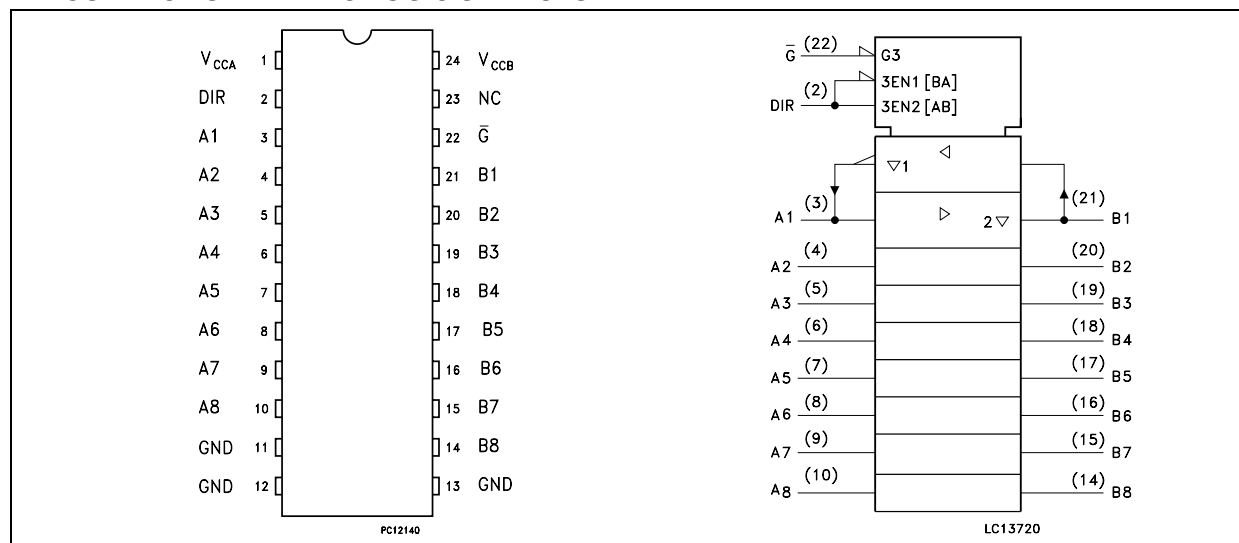 V_CCA 1 24 V_CCB
DIR 2 23 NC
A1 3 22 G̅
A2 4 21 B1
A3 5 20 B2
A4 6 19 B3
A5 7 18 B4
A6 8 17 B5
A7 9 16 B6
A8 10 15 B7
GND 11 14 B8
GND 12 13 GND
PC12140
G̅ (22) G3
3EN1 [BA]
DIR (2) 3EN2 [AB]
▽1 ◁
A1 (3) ▷ 2▽ (21) B1
A2 (4) (20) B2
A3 (5) (19) B3
A4 (6) (18) B4
A5 (7) (17) B5
A6 (8) (16) B6
A7 (9) (15) B7
A8 (10) (14) B8
LC13720